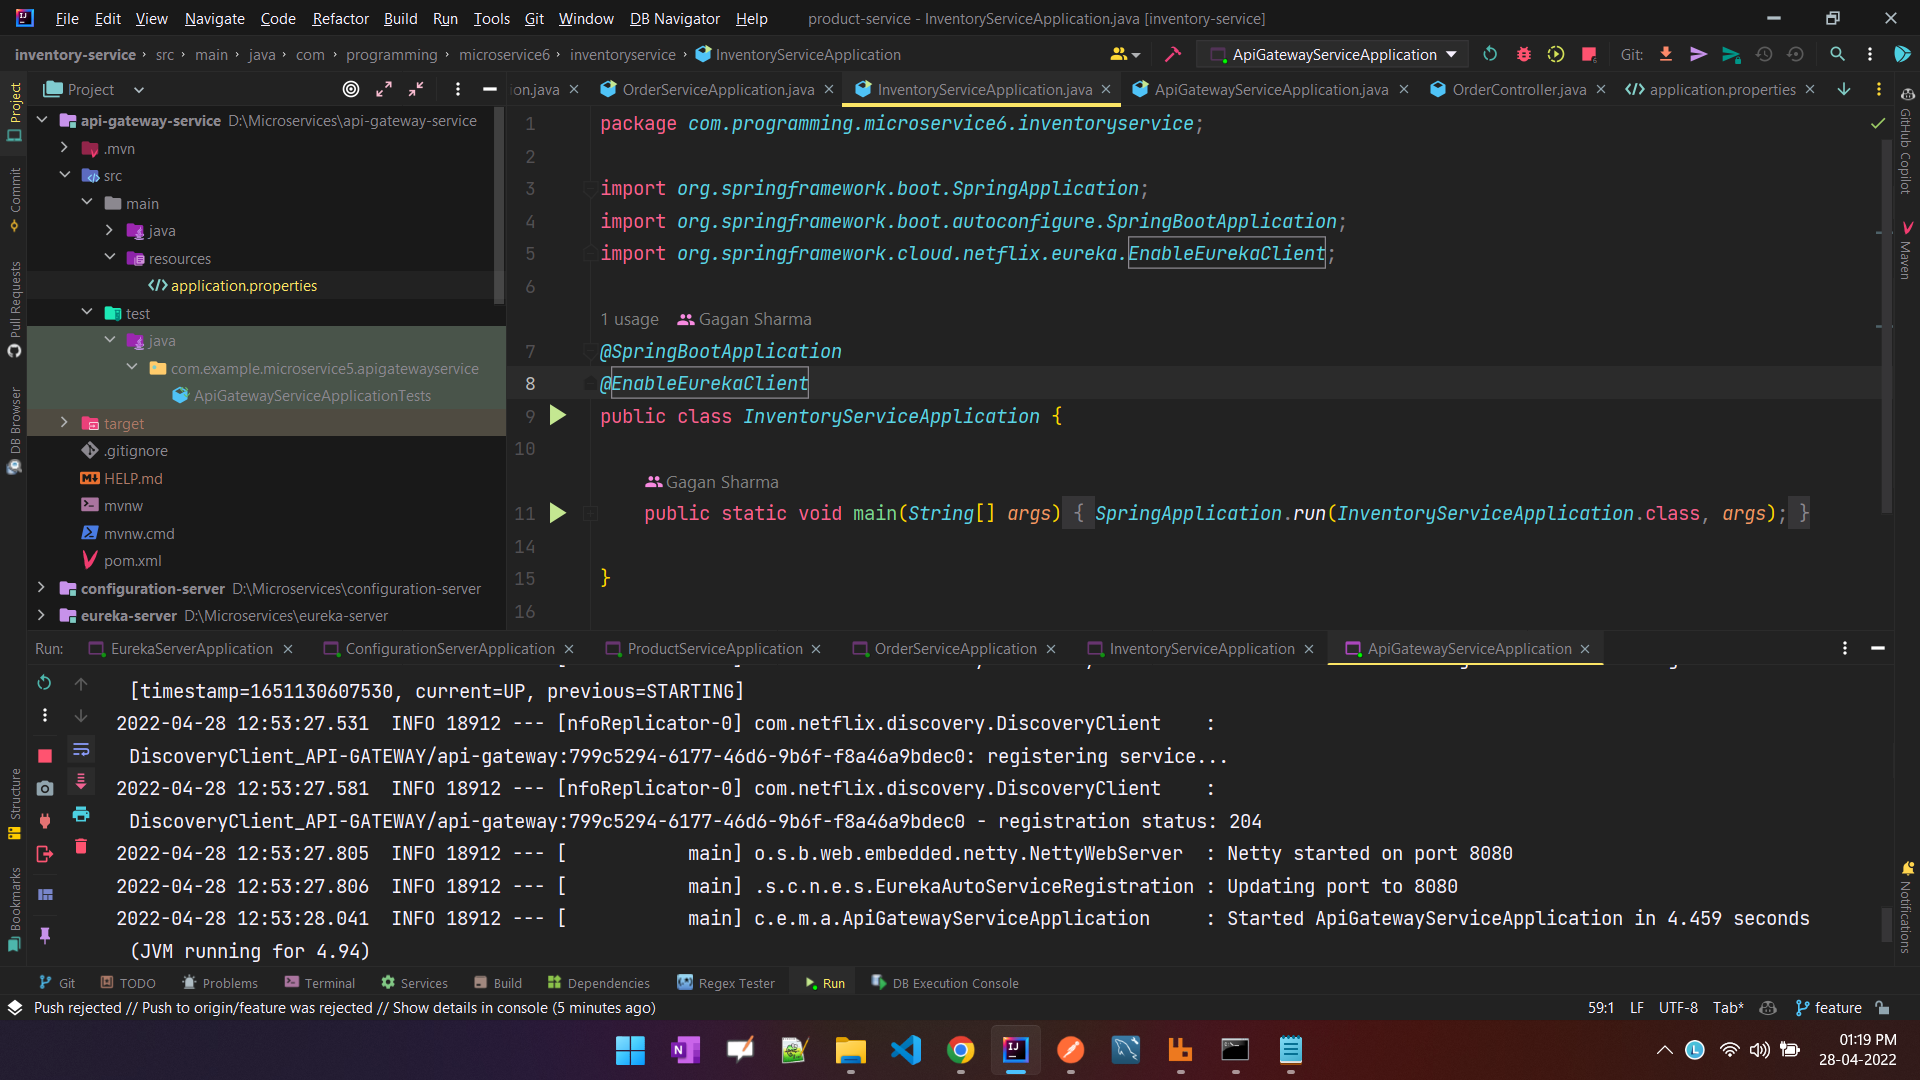 File Edit View Navigate Code Refactor Build Run Tools Git Window DB Navigator Help product-service - InventoryServiceApplication.java [inventory-service]
inventory-service › src › main › java › com › programming › microservice6 › inventoryservice › InventoryServiceApplication ApiGatewayServiceApplication Git:
Project ion.java OrderServiceApplication.java InventoryServiceApplication.java ApiGatewayServiceApplication.java OrderController.java application.properties
Project
Commit
Pull Requests
DB Browser
Structure
Bookmarks
api-gateway-service D:\Microservices\api-gateway-service
.mvn
src
main
java
resources
application.properties
test
java
com.example.microservice5.apigatewayservice
ApiGatewayServiceApplicationTests
target
.gitignore
HELP.md
mvnw
mvnw.cmd
pom.xml
configuration-server D:\Microservices\configuration-server
eureka-server D:\Microservices\eureka-server
1 package com.programming.microservice6.inventoryservice;
2
3 import org.springframework.boot.SpringApplication;
4 import org.springframework.boot.autoconfigure.SpringBootApplication;
5 import org.springframework.cloud.netflix.eureka.EnableEurekaClient;
6
1 usage Gagan Sharma
7 @SpringBootApplication
8 @EnableEurekaClient
9 public class InventoryServiceApplication {
10
Gagan Sharma
11 public static void main(String[] args) { SpringApplication.run(InventoryServiceApplication.class, args); }
14
15 }
16
GitHub Copilot
Maven
Notifications
Run: EurekaServerApplication ConfigurationServerApplication ProductServiceApplication OrderServiceApplication InventoryServiceApplication ApiGatewayServiceApplication
[timestamp=1651130607530, current=UP, previous=STARTING]
2022-04-28 12:53:27.531 INFO 18912 --- [nfoReplicator-0] com.netflix.discovery.DiscoveryClient :
DiscoveryClient_API-GATEWAY/api-gateway:799c5294-6177-46d6-9b6f-f8a46a9bdec0: registering service...
2022-04-28 12:53:27.581 INFO 18912 --- [nfoReplicator-0] com.netflix.discovery.DiscoveryClient :
DiscoveryClient_API-GATEWAY/api-gateway:799c5294-6177-46d6-9b6f-f8a46a9bdec0 - registration status: 204
2022-04-28 12:53:27.805 INFO 18912 --- [ main] o.s.b.web.embedded.netty.NettyWebServer : Netty started on port 8080
2022-04-28 12:53:27.806 INFO 18912 --- [ main] .s.c.n.e.s.EurekaAutoServiceRegistration : Updating port to 8080
2022-04-28 12:53:28.041 INFO 18912 --- [ main] c.e.m.a.ApiGatewayServiceApplication : Started ApiGatewayServiceApplication in 4.459 seconds
(JVM running for 4.94)
Git TODO Problems Terminal Services Build Dependencies Regex Tester Run DB Execution Console
Push rejected // Push to origin/feature was rejected // Show details in console (5 minutes ago) 59:1 LF UTF-8 Tab* feature
01:19 PM
28-04-2022